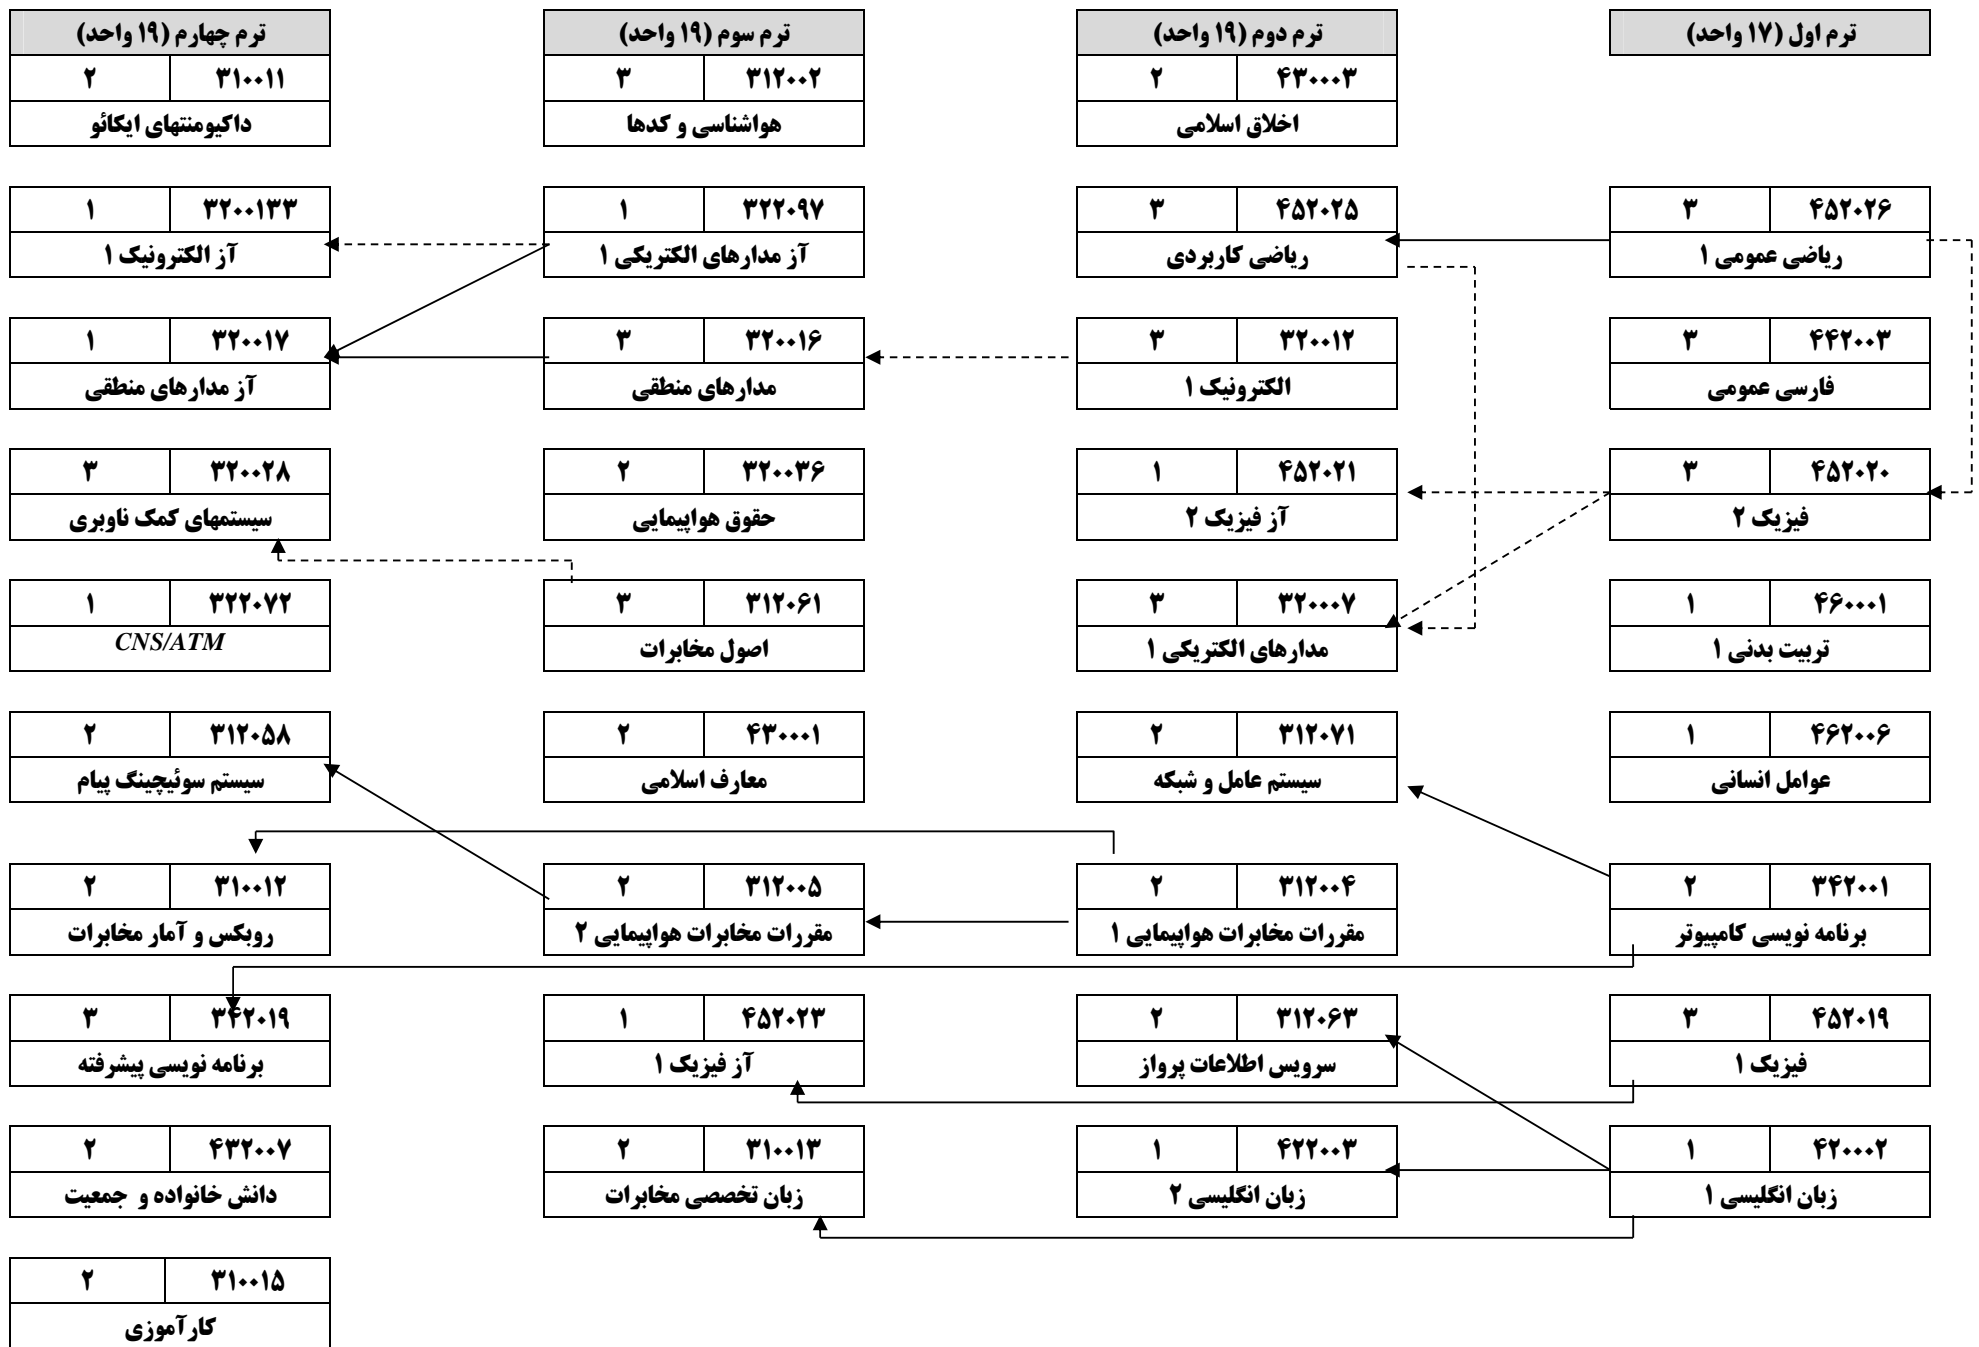 ترم اول (۱۷ واحد)
ترم دوم (۱۹ واحد)
ترم سوم (۱۹ واحد)
ترم چهارم (۱۹ واحد)
۴۳۰۰۰۳ ۲
۳۱۲۰۰۲ ۳
۳۱۰۰۱۱ ۲
اخلاق اسلامی
هواشناسی و کدها
داکیومنتهای ایکائو
۴۵۲۰۲۶ ۳
۴۵۲۰۲۵ ۳
۳۲۲۰۹۷ ۱
۳۲۰۰۱۳۳ ۱
ریاضی عمومی ۱
ریاضی کاربردی
آز مدارهای الکتریکی ۱
آز الکترونیک ۱
۴۴۲۰۰۳ ۳
۳۲۰۰۱۲ ۳
۳۲۰۰۱۶ ۳
۳۲۰۰۱۷ ۱
فارسی عمومی
الکترونیک ۱
مدارهای منطقی
آز مدارهای منطقی
۴۵۲۰۲۰ ۳
۴۵۲۰۲۱ ۱
۳۲۰۰۳۶ ۲
۳۲۰۰۲۸ ۳
فیزیک ۲
آز فیزیک ۲
حقوق هواپیمایی
سیستمهای کمک ناوبری
۴۶۰۰۰۱ ۱
۳۲۰۰۰۷ ۳
۳۱۲۰۶۱ ۳
۳۲۲۰۷۲ ۱
تربیت بدنی ۱
مدارهای الکتریکی ۱
اصول مخابرات
CNS/ATM
۴۶۲۰۰۶ ۱
۳۱۲۰۷۱ ۲
۴۳۰۰۰۱ ۲
۳۱۲۰۵۸ ۲
عوامل انسانی
سیستم عامل و شبکه
معارف اسلامی
سیستم سوئیچینگ پیام
۳۴۲۰۰۱ ۲
۳۱۲۰۰۴ ۲
۳۱۲۰۰۵ ۲
۳۱۰۰۱۲ ۲
برنامه نویسی کامپیوتر
مقررات مخابرات هواپیمایی ۱
مقررات مخابرات هواپیمایی ۲
روبکس و آمار مخابرات
۴۵۲۰۱۹ ۳
۳۱۲۰۶۳ ۲
۴۵۲۰۲۳ ۱
۳۴۲۰۱۹ ۳
فیزیک ۱
سرویس اطلاعات پرواز
آز فیزیک ۱
برنامه نویسی پیشرفته
۴۲۰۰۰۲ ۱
۴۲۲۰۰۳ ۱
۳۱۰۰۱۳ ۲
۴۳۲۰۰۷ ۲
زبان انگلیسی ۱
زبان انگلیسی ۲
زبان تخصصی مخابرات
دانش خانواده و جمعیت
۳۱۰۰۱۵ ۲
کارآموزی